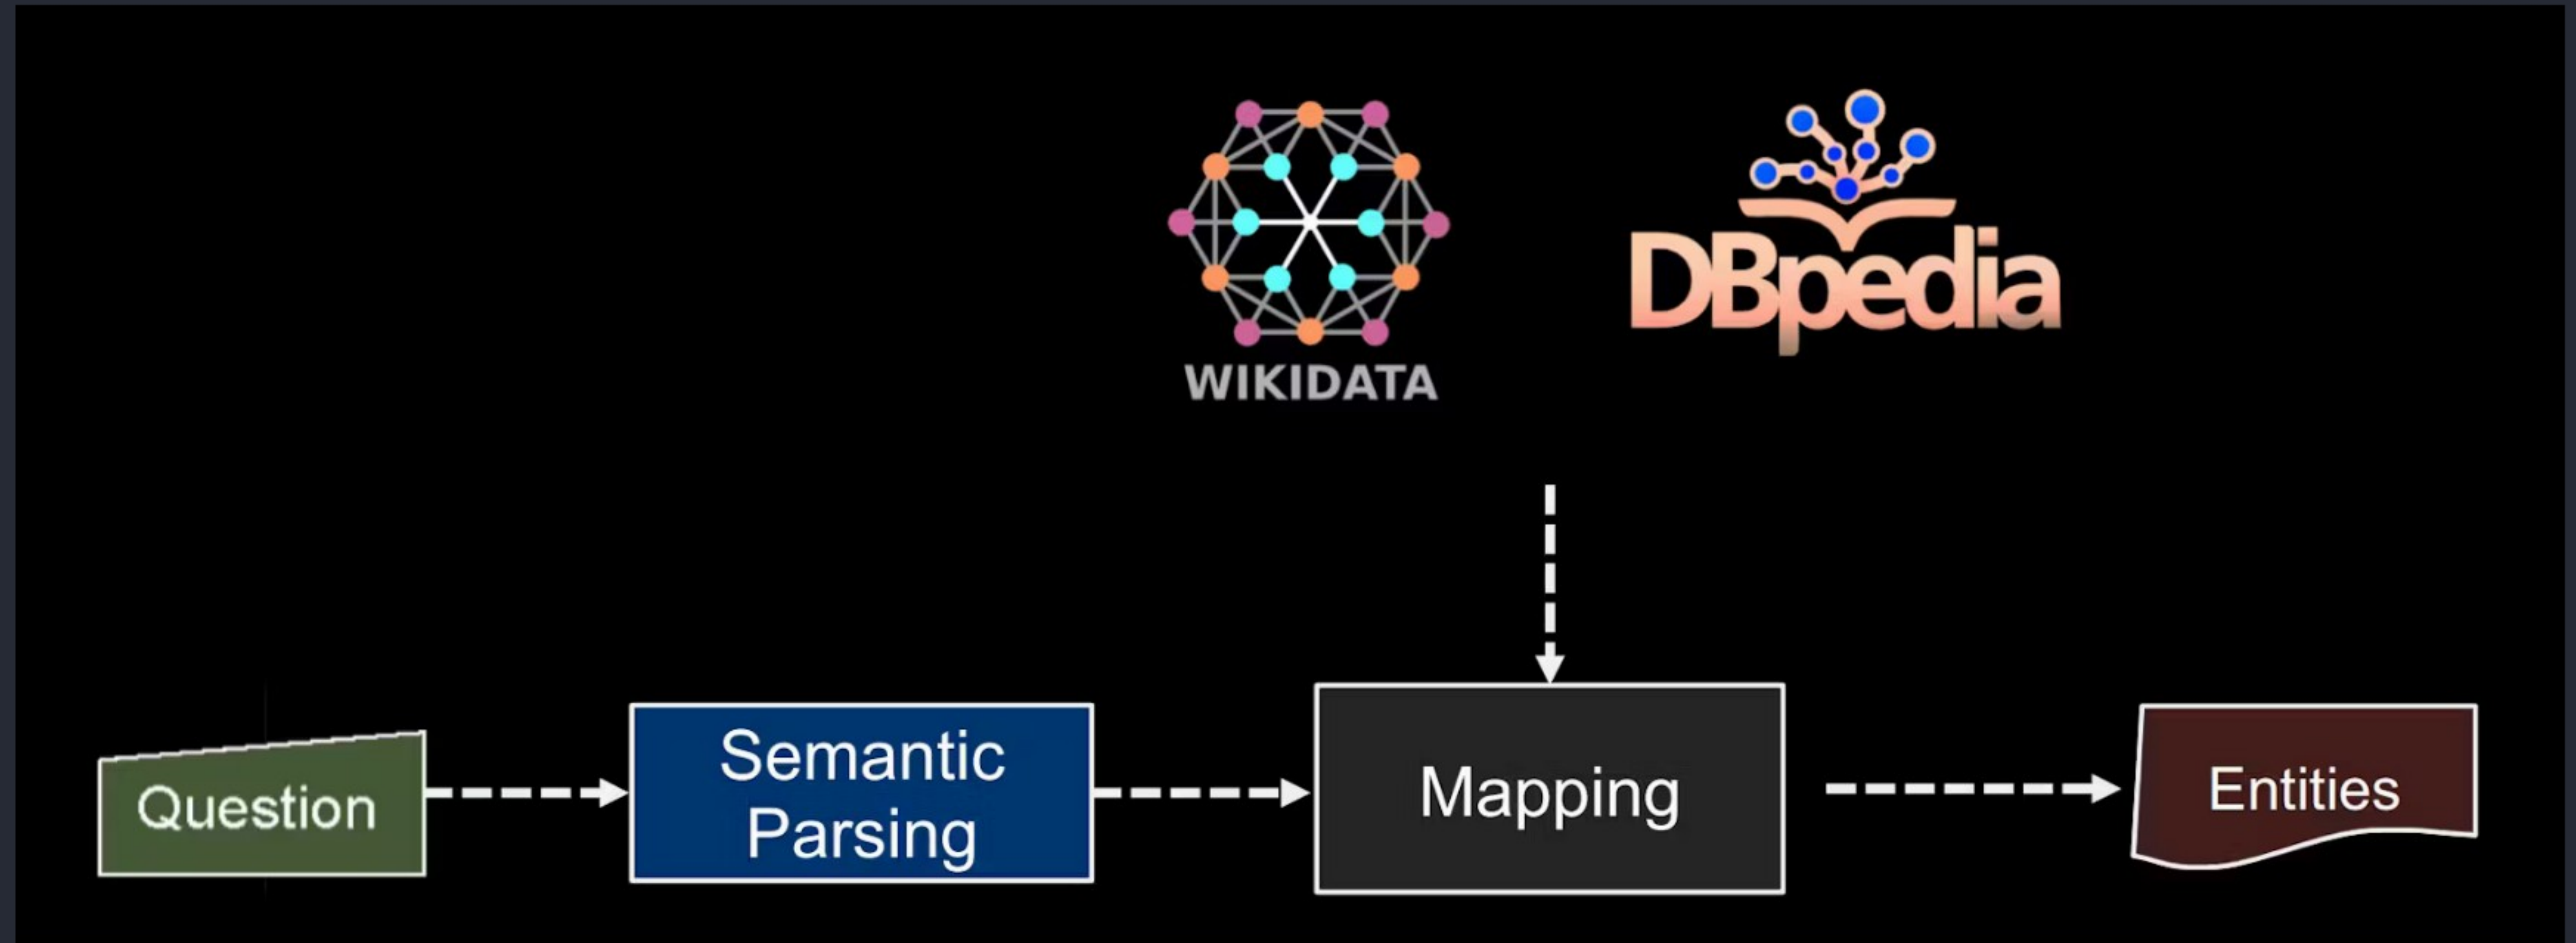 WIKIDATA
DBpedia
Question
Semantic
Parsing
Mapping
Entities